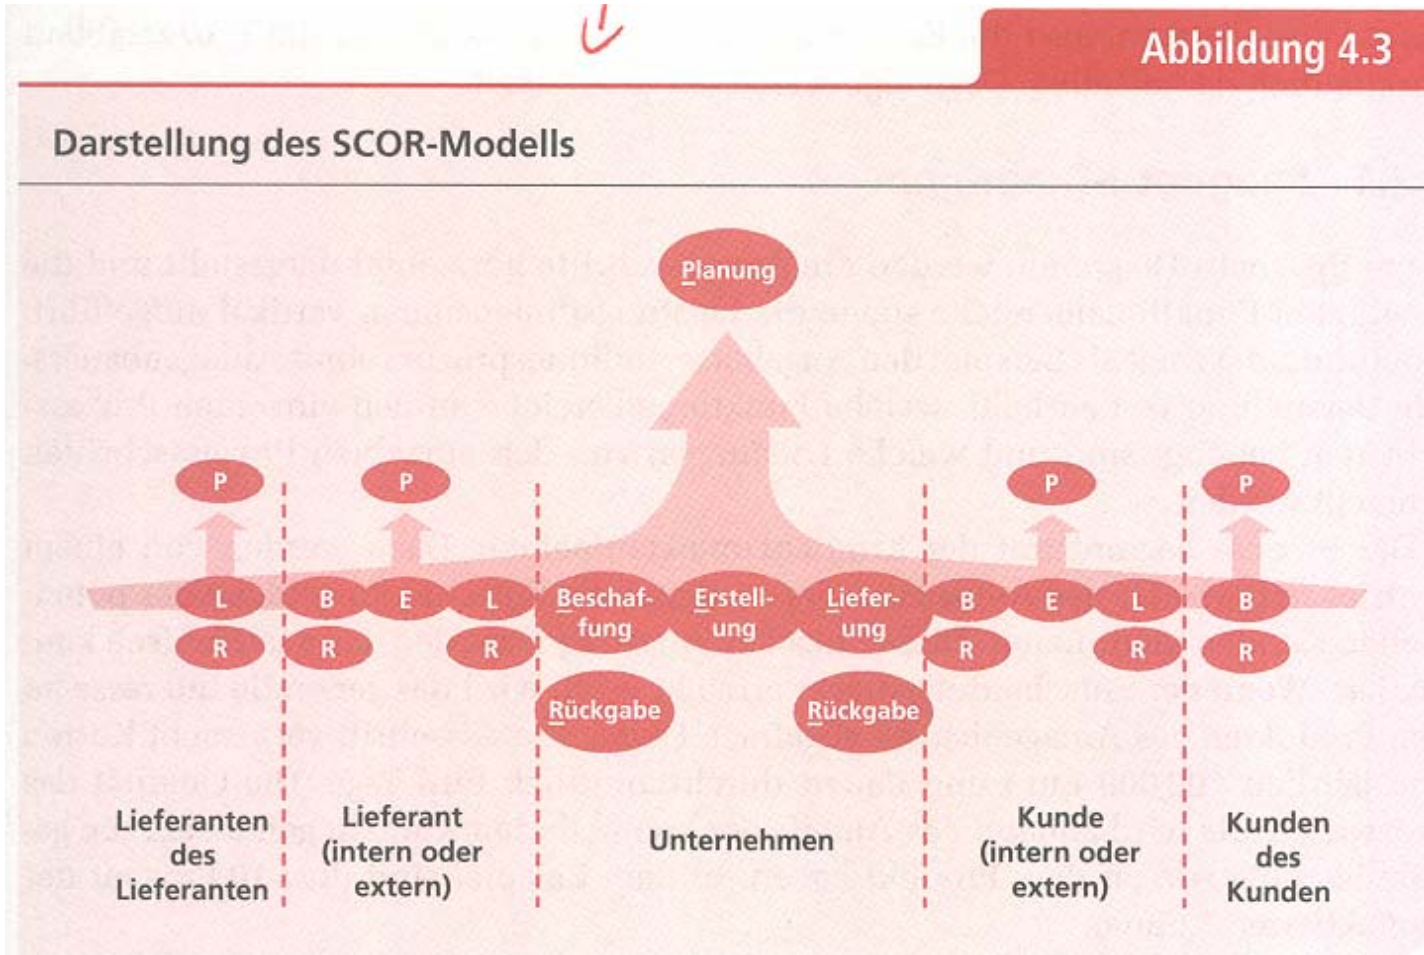 Abbildung 4.3
Darstellung des SCOR-Modells
Planung
P P P P
L B E L Beschaf-
fung Erstell-
ung Liefer-
ung B E L B
R R R R R R
Rückgabe Rückgabe
Lieferanten
des
Lieferanten
Lieferant
(intern oder
extern)
Unternehmen
Kunde
(intern oder
extern)
Kunden
des
Kunden